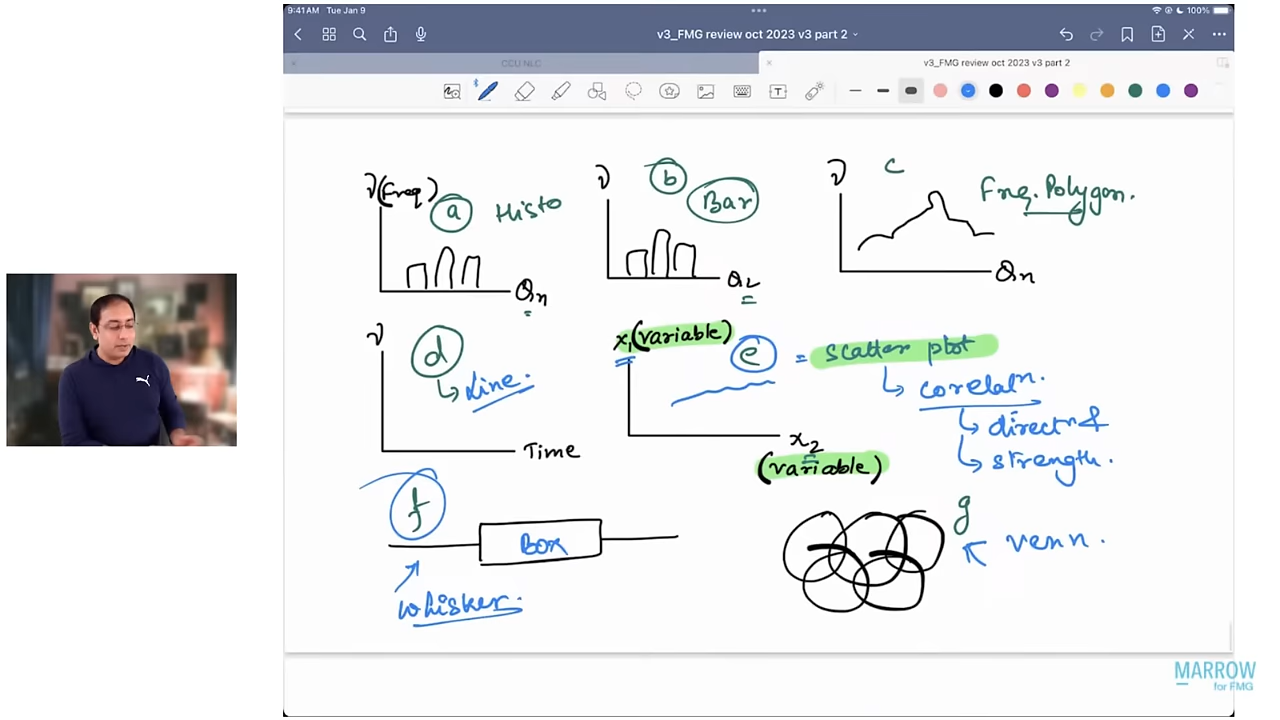 9:41 AM Tue Jan 9
100%
v3_FMG review oct 2023 v3 part 2
CCU NLC
v3_FMG review oct 2023 v3 part 2
ν (Freq)
a Histo
Qn
ν
b
Bar
QL
ν
c
Freq. Polygon.
Qn
ν
d
Line.
Time
x1 (variable)
e = scatter plot
corelatn.
directn &
strength.
x2
(variable)
f
Box
whisker.
g
venn.
MARROW
for FMG